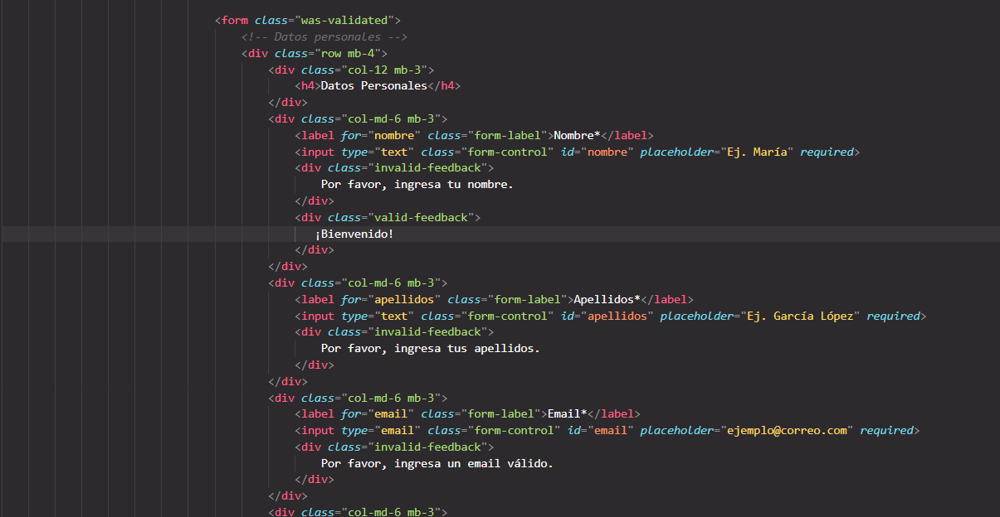 <form class="was-validated">
<!-- Datos personales -->
<div class="row mb-4">
<div class="col-12 mb-3">
<h4>Datos Personales</h4>
</div>
<div class="col-md-6 mb-3">
<label for="nombre" class="form-label">Nombre*</label>
<input type="text" class="form-control" id="nombre" placeholder="Ej. María" required>
<div class="invalid-feedback">
Por favor, ingresa tu nombre.
</div>
<div class="valid-feedback">
¡Bienvenido!
</div>
</div>
<div class="col-md-6 mb-3">
<label for="apellidos" class="form-label">Apellidos*</label>
<input type="text" class="form-control" id="apellidos" placeholder="Ej. García López" required>
<div class="invalid-feedback">
Por favor, ingresa tus apellidos.
</div>
</div>
<div class="col-md-6 mb-3">
<label for="email" class="form-label">Email*</label>
<input type="email" class="form-control" id="email" placeholder="ejemplo@correo.com" required>
<div class="invalid-feedback">
Por favor, ingresa un email válido.
</div>
</div>
<div class="col-md-6 mb-3">